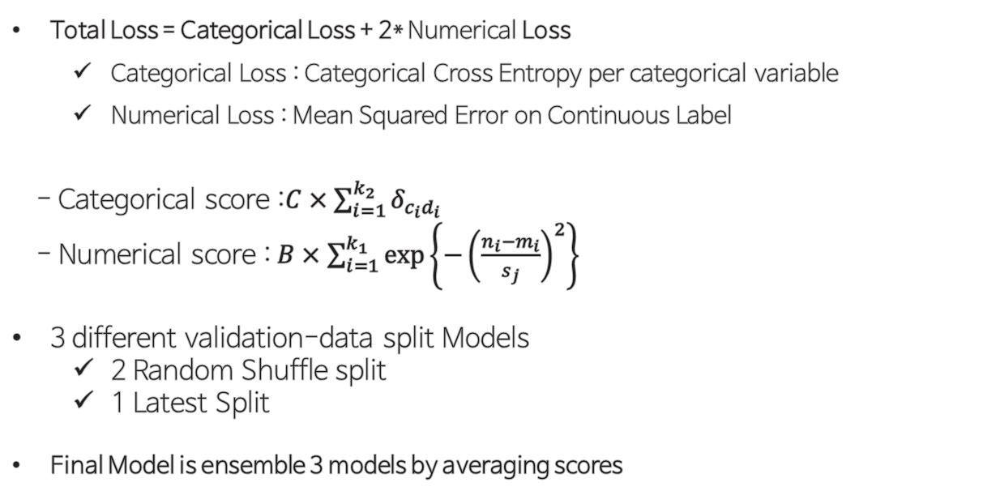 • Total Loss = Categorical Loss + 2* Numerical Loss
✓ Categorical Loss : Categorical Cross Entropy per categorical variable
✓ Numerical Loss : Mean Squared Error on Continuous Label
– Categorical score : $C \times \sum_{i=1}^{k_2} \delta_{c_i d_i}$
– Numerical score : $B \times \sum_{i=1}^{k_1} \exp\left\{-\left(\frac{n_i - m_i}{s_j}\right)^2\right\}$
• 3 different validation-data split Models
✓ 2 Random Shuffle split
✓ 1 Latest Split
• Final Model is ensemble 3 models by averaging scores